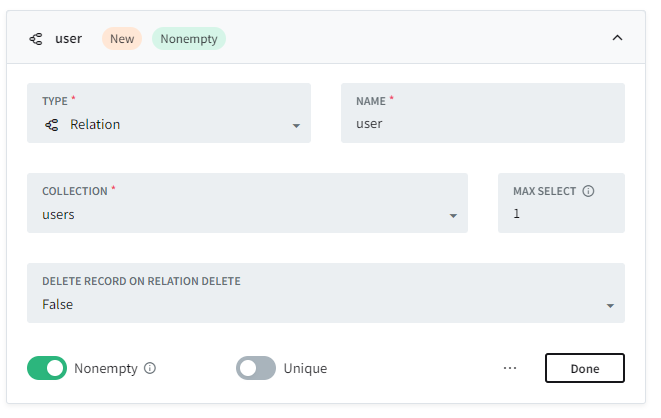 user New Nonempty
TYPE * NAME *
Relation user
COLLECTION * MAX SELECT
users 1
DELETE RECORD ON RELATION DELETE
False
Nonempty Unique ... Done